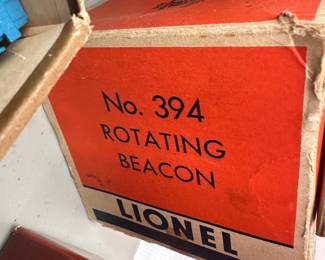 No. 394
ROTATING
BEACON
LIONEL